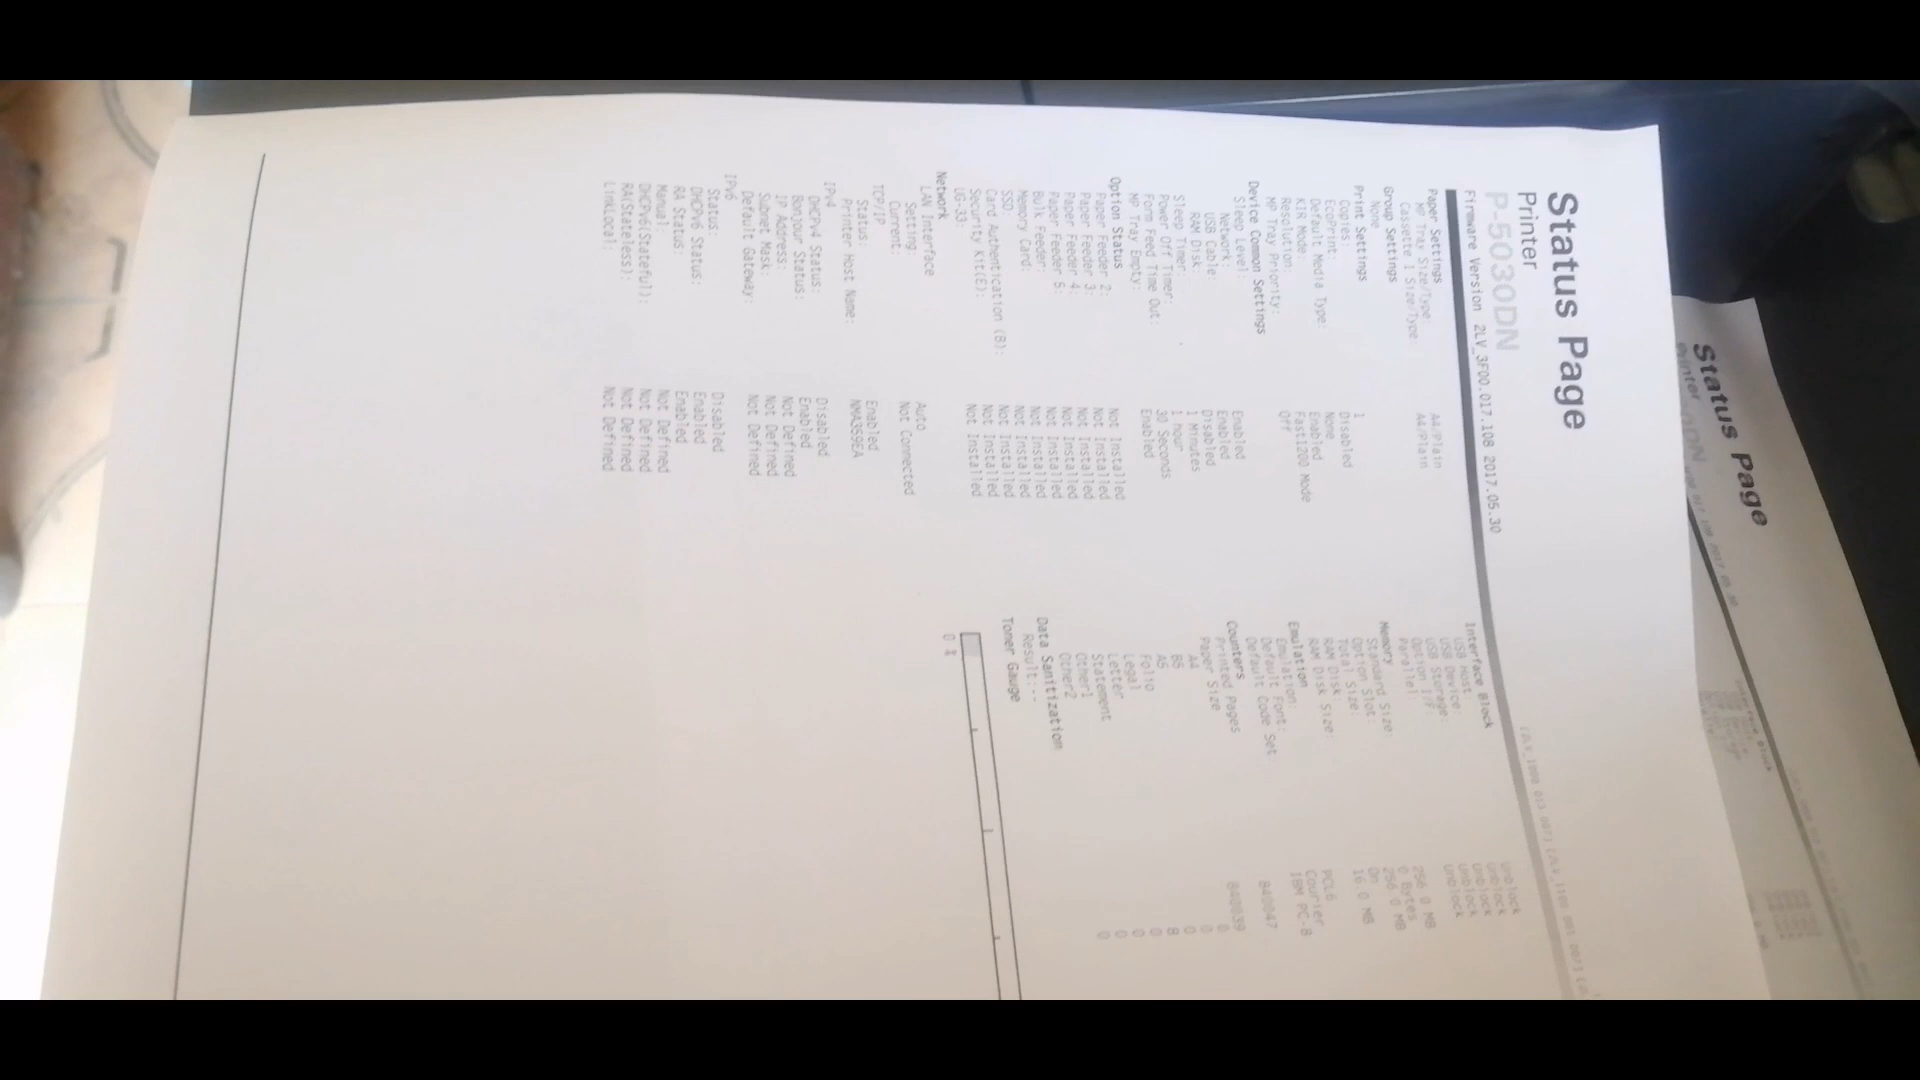 Status Page
Printer
P-5030DN
Firmware Version 2LV_3F00.017.108 2017.05.30
Paper Settings
MP Tray Size/Type: A4/Plain
Cassette 1 Size/Type: A4/Plain
Group Settings
None
Print Settings
Copies: 1
EcoPrint: Disabled
Default Media Type: None
KIR Mode: Enabled
Resolution: Fast1200 Mode
MP Tray Priority: Off
Device Common Settings
Sleep Level:
Network: Enabled
USB Cable: Enabled
RAM Disk: Disabled
Sleep Timer: 1 Minutes
Power Off Timer: 1 hour
Form Feed Time Out: 30 Seconds
MP Tray Empty: Enabled
Option Status
Paper Feeder 2: Not Installed
Paper Feeder 3: Not Installed
Paper Feeder 4: Not Installed
Paper Feeder 5: Not Installed
Bulk Feeder: Not Installed
Memory Card: Not Installed
SSD: Not Installed
Card Authentication (B): Not Installed
Security Kit(E): Not Installed
UG-33: Not Installed
Network
LAN Interface
Setting: Auto
Current: Not Connected
TCP/IP
Status: Enabled
Printer Host Name: NMA359EA
IPv4
DHCPv4 Status: Disabled
Bonjour Status: Enabled
IP Address: Not Defined
Subnet Mask: Not Defined
Default Gateway: Not Defined
IPv6
Status: Disabled
DHCPv6 Status: Enabled
RA Status: Enabled
Manual: Not Defined
DHCPv6(Stateful): Not Defined
RA(Stateless): Not Defined
LinkLocal: Not Defined
Interface Block
USB Host: Unblock
USB Device: Unblock
USB Storage: Unblock
Option I/F: Unblock
Parallel: Unblock
Memory
Standard Size: 256.0 MB
Option Slot: 0 Bytes
Total Size: 256.0 MB
RAM Disk: On
RAM Disk Size: 16.0 MB
Emulation
Emulation: PCL6
Default Font: Courier
Default Code Set: IBM PC-8
Counters
Printed Pages 840047
Paper Size
A4 840039
B5 0
A5 0
Folio 0
Legal 8
Letter 0
Statement 0
Other1 0
Other2 0
Data Sanitization
Result:--
Toner Gauge
0 %
Status Page
Printer